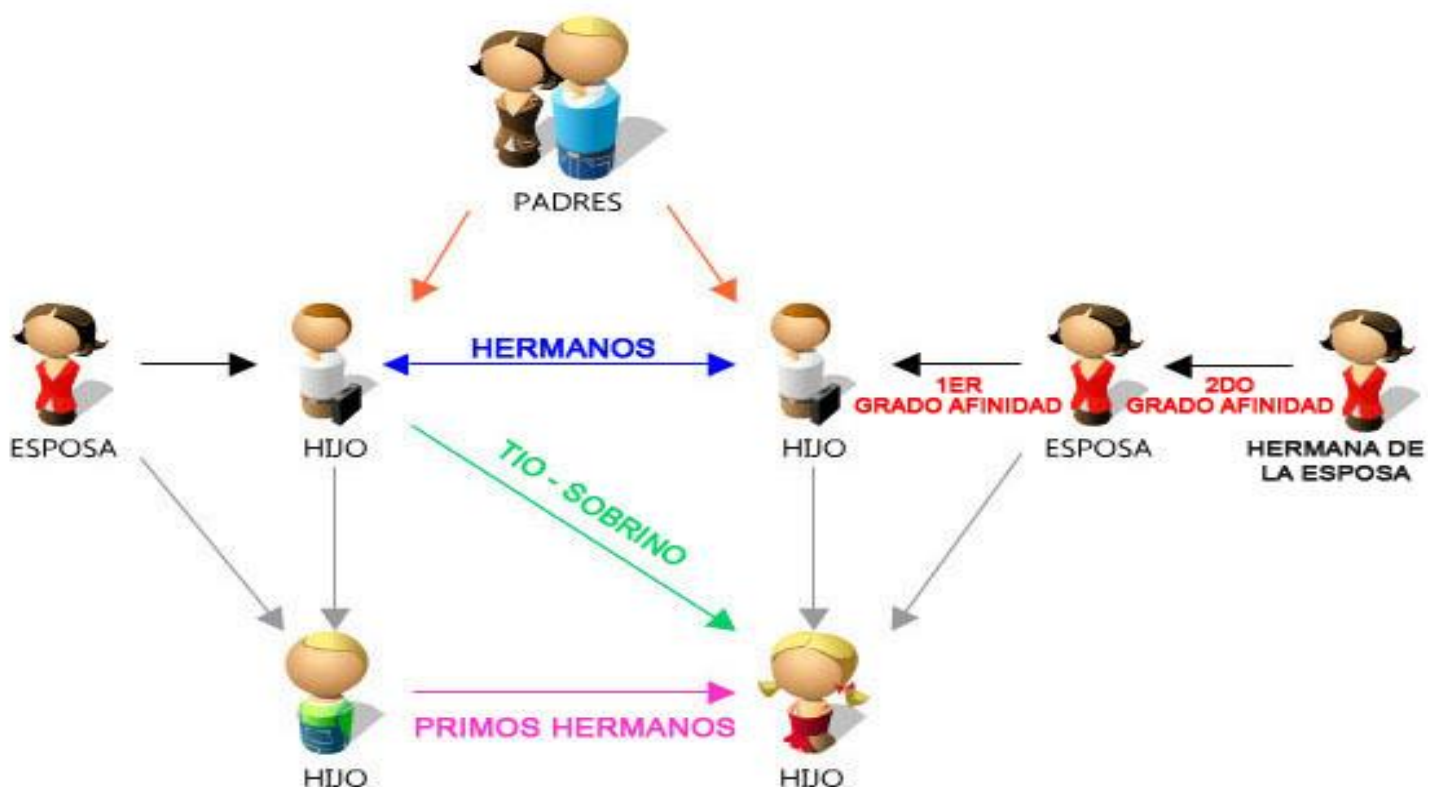 PADRES
HERMANOS
1ER
GRADO AFINIDAD
2DO
GRADO AFINIDAD
ESPOSA
HIJO
HIJO
ESPOSA
HERMANA DE
LA ESPOSA
TIO - SOBRINO
PRIMOS HERMANOS
HIJO
HIJO